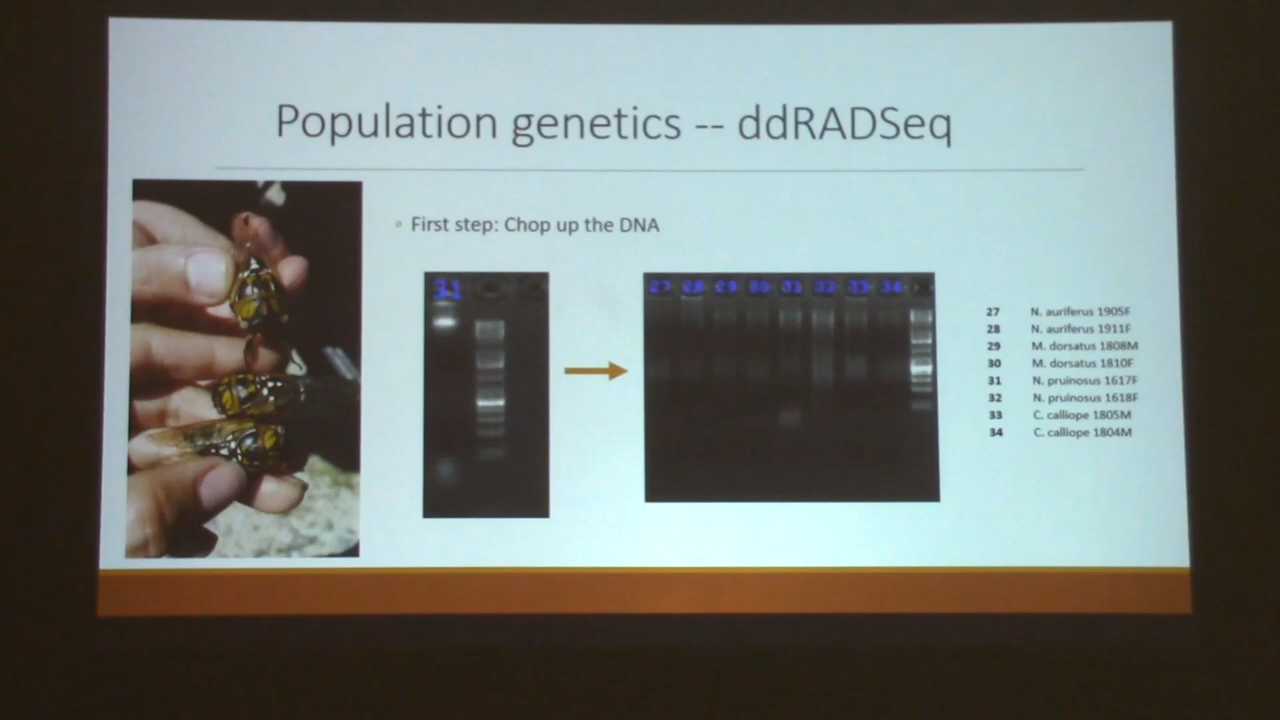 Population genetics -- ddRADSeq
First step: Chop up the DNA
31
27 28 29 30 31 32 33 34
27 N. auriferus 1905F
28 N. auriferus 1911F
29 M. dorsatus 1808M
30 M. dorsatus 1810F
31 N. pruinosus 1617F
32 N. pruinosus 1618F
33 C. calliope 1805M
34 C. calliope 1804M